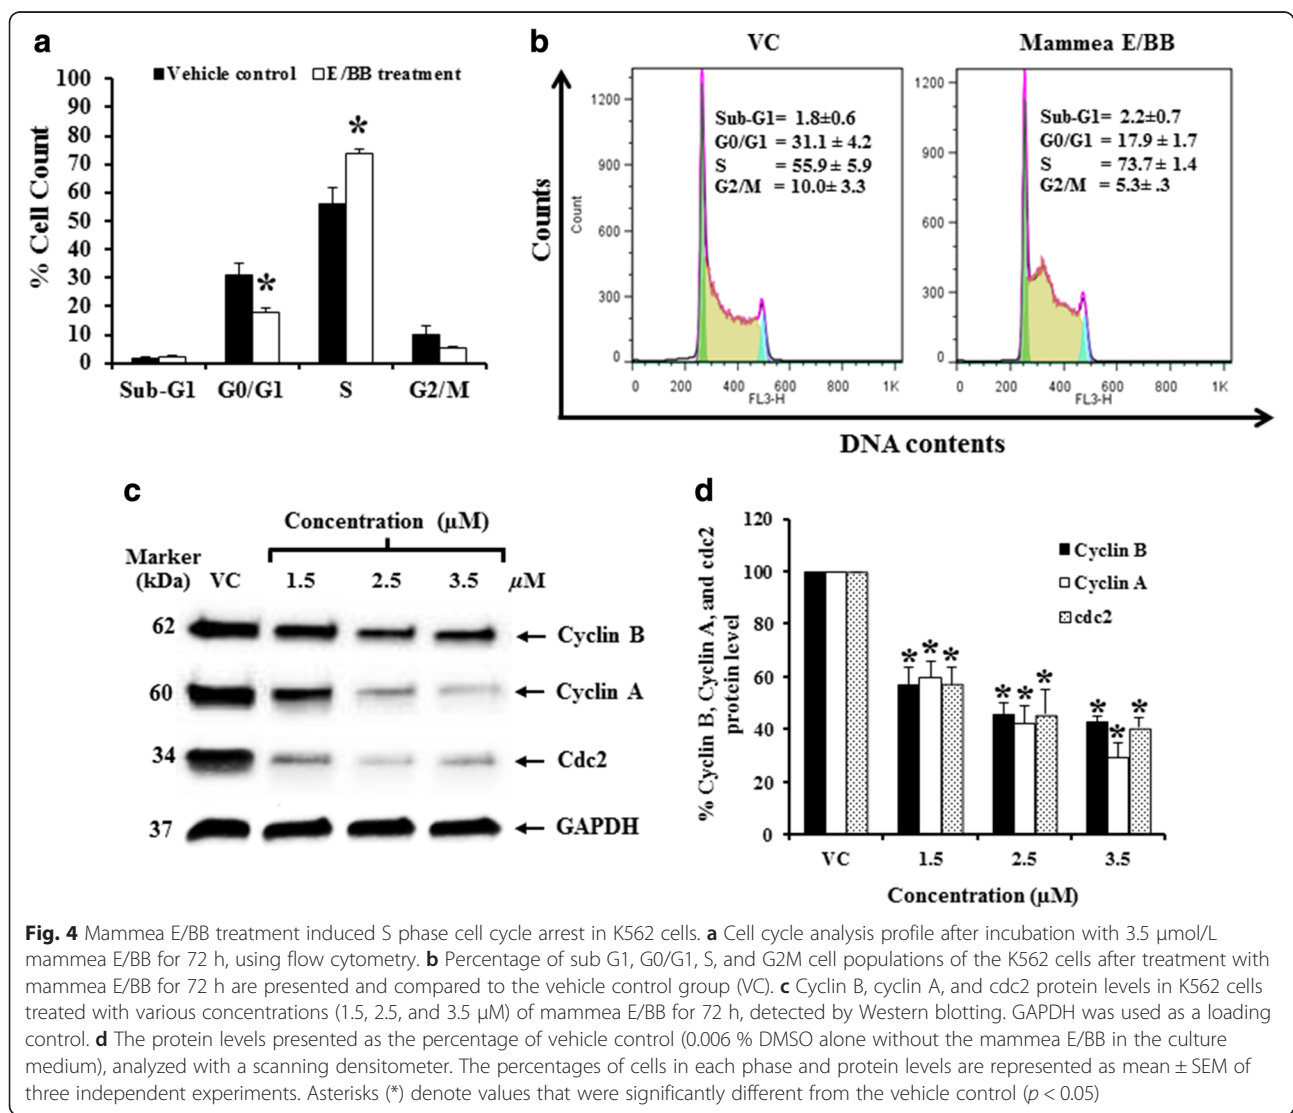 a
Vehicle control E/BB treatment
% Cell Count
100
90
80
70
60
50
40
30
20
10
0
*
*
Sub-G1 G0/G1 S G2/M
b
VC
Mammea E/BB
Counts
Count
1200
900
600
300
0
Sub-G1= 1.8±0.6
G0/G1 = 31.1 ± 4.2
S = 55.9 ± 5.9
G2/M = 10.0± 3.3
0 200 400 600 800 1K
FL3-H
1200
900
600
300
0
Sub-G1= 2.2±0.7
G0/G1 = 17.9 ± 1.7
S = 73.7± 1.4
G2/M = 5.3± .3
0 200 400 600 800 1K
FL3-H
DNA contents
c
Concentration (µM)
Marker
(kDa) VC 1.5 2.5 3.5 µM
62 Cyclin B
60 Cyclin A
34 Cdc2
37 GAPDH
d
% Cyclin B, Cyclin A, and cdc2
protein level
120
100
80
60
40
20
0
Cyclin B
Cyclin A
cdc2
* * *
* * *
* * *
VC 1.5 2.5 3.5
Concentration (µM)
Fig. 4 Mammea E/BB treatment induced S phase cell cycle arrest in K562 cells. a Cell cycle analysis profile after incubation with 3.5 μmol/L
mammea E/BB for 72 h, using flow cytometry. b Percentage of sub G1, G0/G1, S, and G2M cell populations of the K562 cells after treatment with
mammea E/BB for 72 h are presented and compared to the vehicle control group (VC). c Cyclin B, cyclin A, and cdc2 protein levels in K562 cells
treated with various concentrations (1.5, 2.5, and 3.5 μM) of mammea E/BB for 72 h, detected by Western blotting. GAPDH was used as a loading
control. d The protein levels presented as the percentage of vehicle control (0.006 % DMSO alone without the mammea E/BB in the culture
medium), analyzed with a scanning densitometer. The percentages of cells in each phase and protein levels are represented as mean ± SEM of
three independent experiments. Asterisks (*) denote values that were significantly different from the vehicle control (p < 0.05)